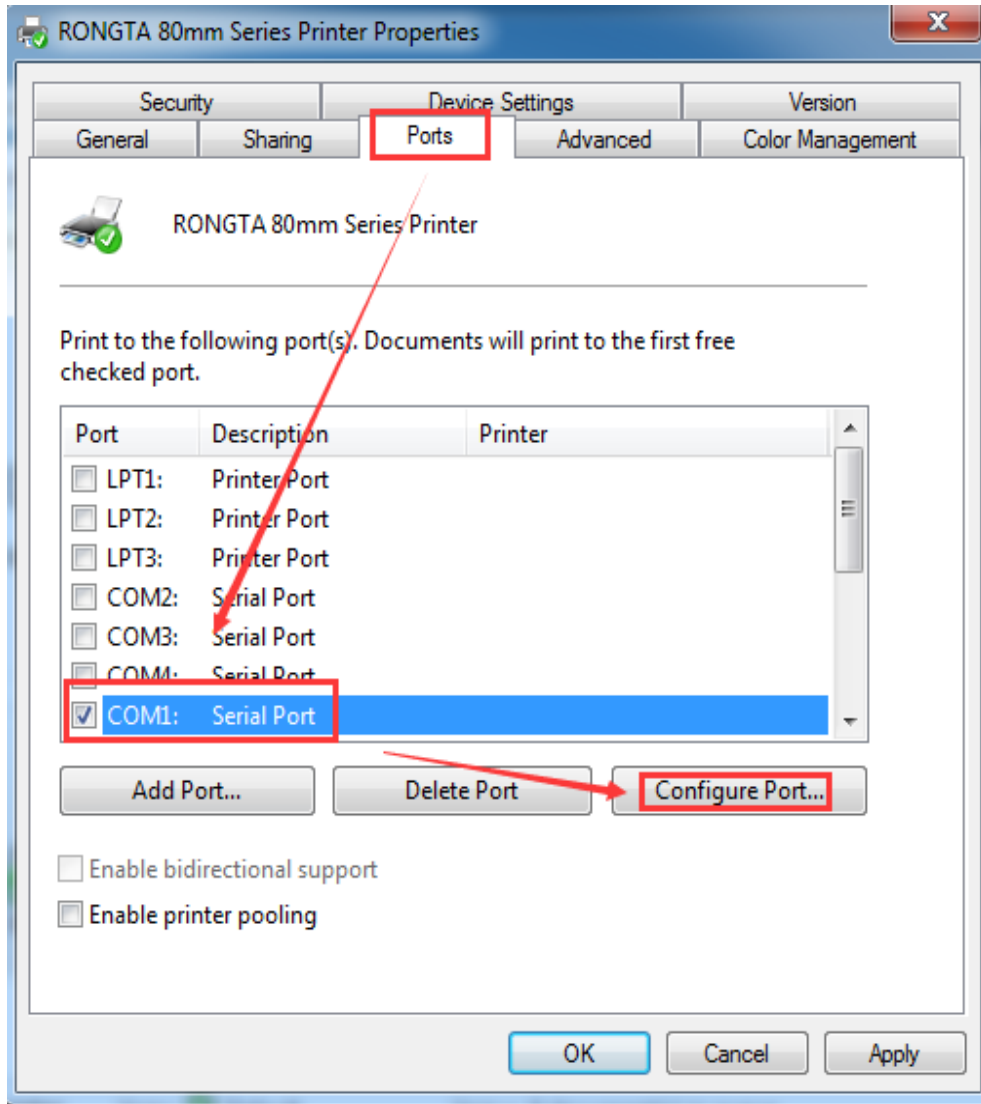 RONGTA 80mm Series Printer Properties
Security Device Settings Version
General Sharing Ports Advanced Color Management
RONGTA 80mm Series Printer
Print to the following port(s). Documents will print to the first free
checked port.
Port Description Printer
LPT1: Printer Port
LPT2: Printer Port
LPT3: Printer Port
COM2: Serial Port
COM3: Serial Port
COM4: Serial Port
COM1: Serial Port
Add Port... Delete Port Configure Port...
Enable bidirectional support
Enable printer pooling
OK Cancel Apply